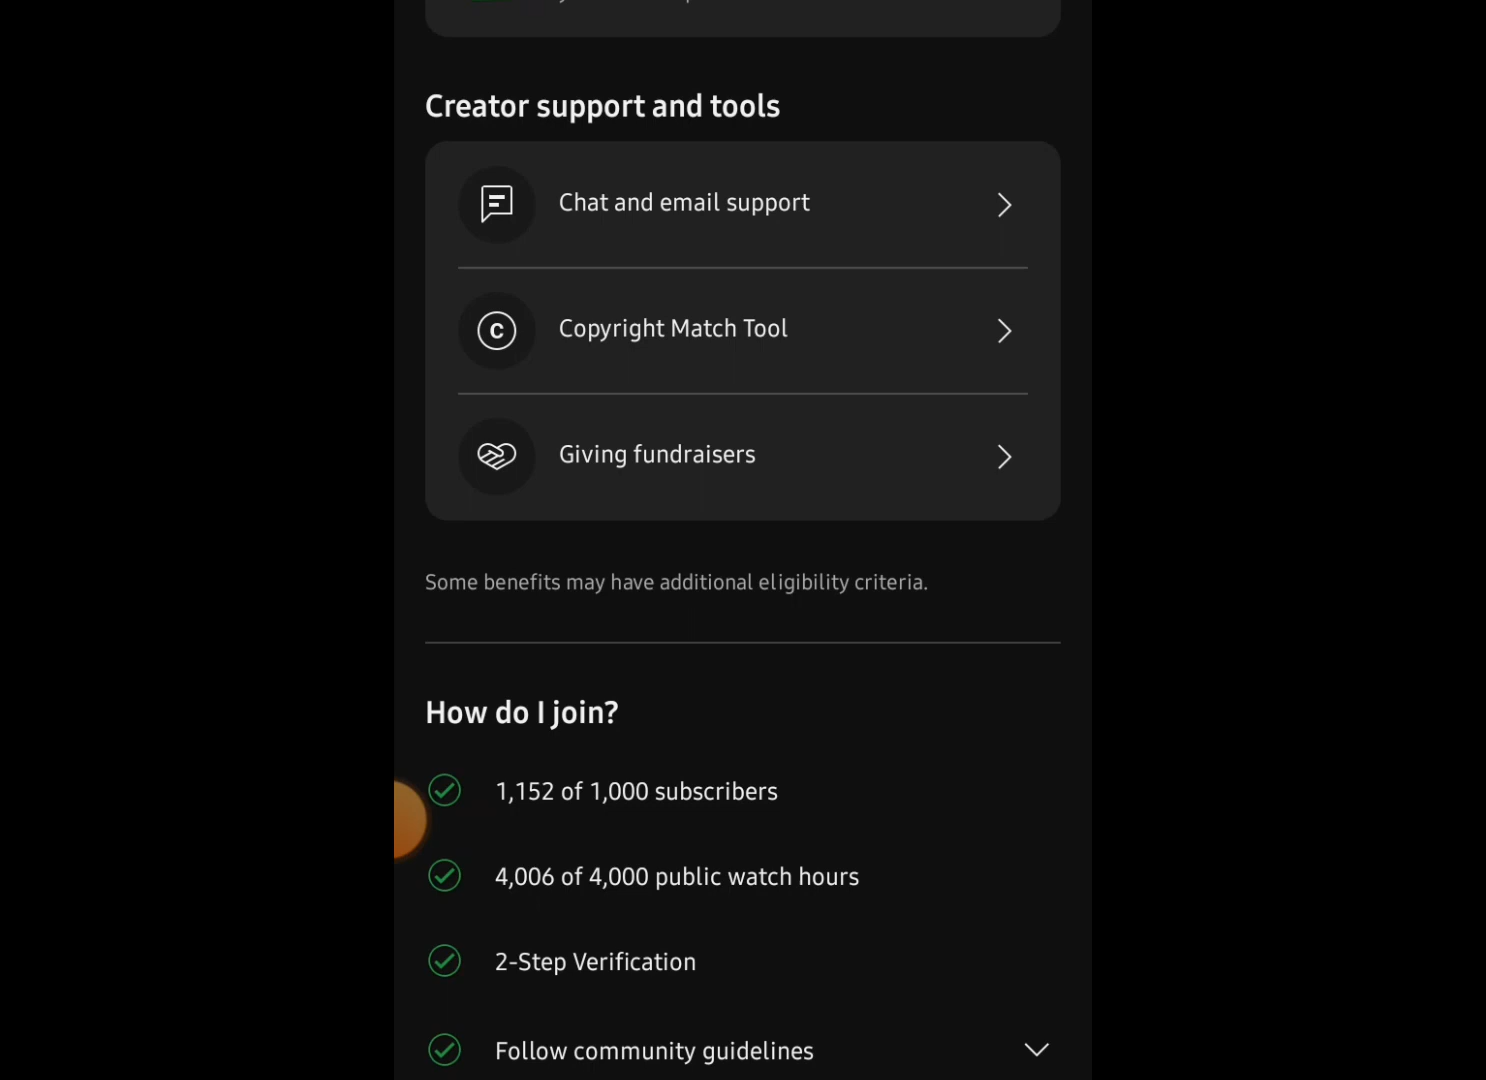 Creator support and tools
Chat and email support
Copyright Match Tool
Giving fundraisers
Some benefits may have additional eligibility criteria.
How do I join?
1,152 of 1,000 subscribers
4,006 of 4,000 public watch hours
2-Step Verification
Follow community guidelines